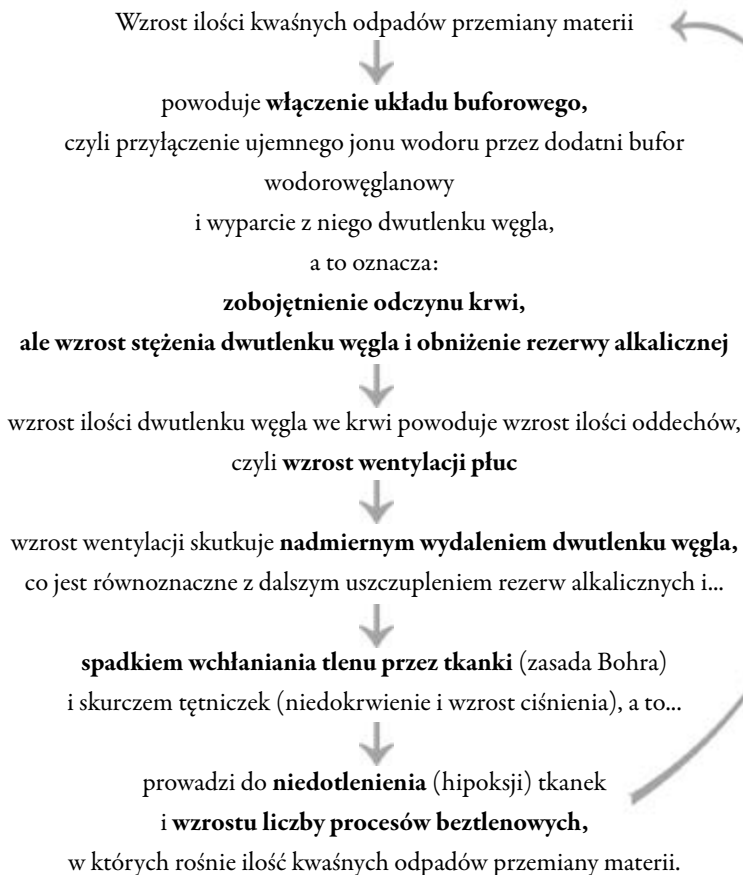 Wzrost ilości kwaśnych odpadów przemiany materii
powoduje włączenie układu buforowego,
czyli przyłączenie ujemnego jonu wodoru przez dodatni bufor
wodorowęglanowy
i wyparcie z niego dwutlenku węgla,
a to oznacza:
zobojętnienie odczynu krwi,
ale wzrost stężenia dwutlenku węgla i obniżenie rezerwy alkalicznej
wzrost ilości dwutlenku węgla we krwi powoduje wzrost ilości oddechów,
czyli wzrost wentylacji płuc
wzrost wentylacji skutkuje nadmiernym wydaleniem dwutlenku węgla,
co jest równoznaczne z dalszym uszczupleniem rezerw alkalicznych i...
spadkiem wchłaniania tlenu przez tkanki (zasada Bohra)
i skurczem tętniczek (niedokrwienie i wzrost ciśnienia), a to...
prowadzi do niedotlenienia (hipoksji) tkanek
i wzrostu liczby procesów beztlenowych,
w których rośnie ilość kwaśnych odpadów przemiany materii.